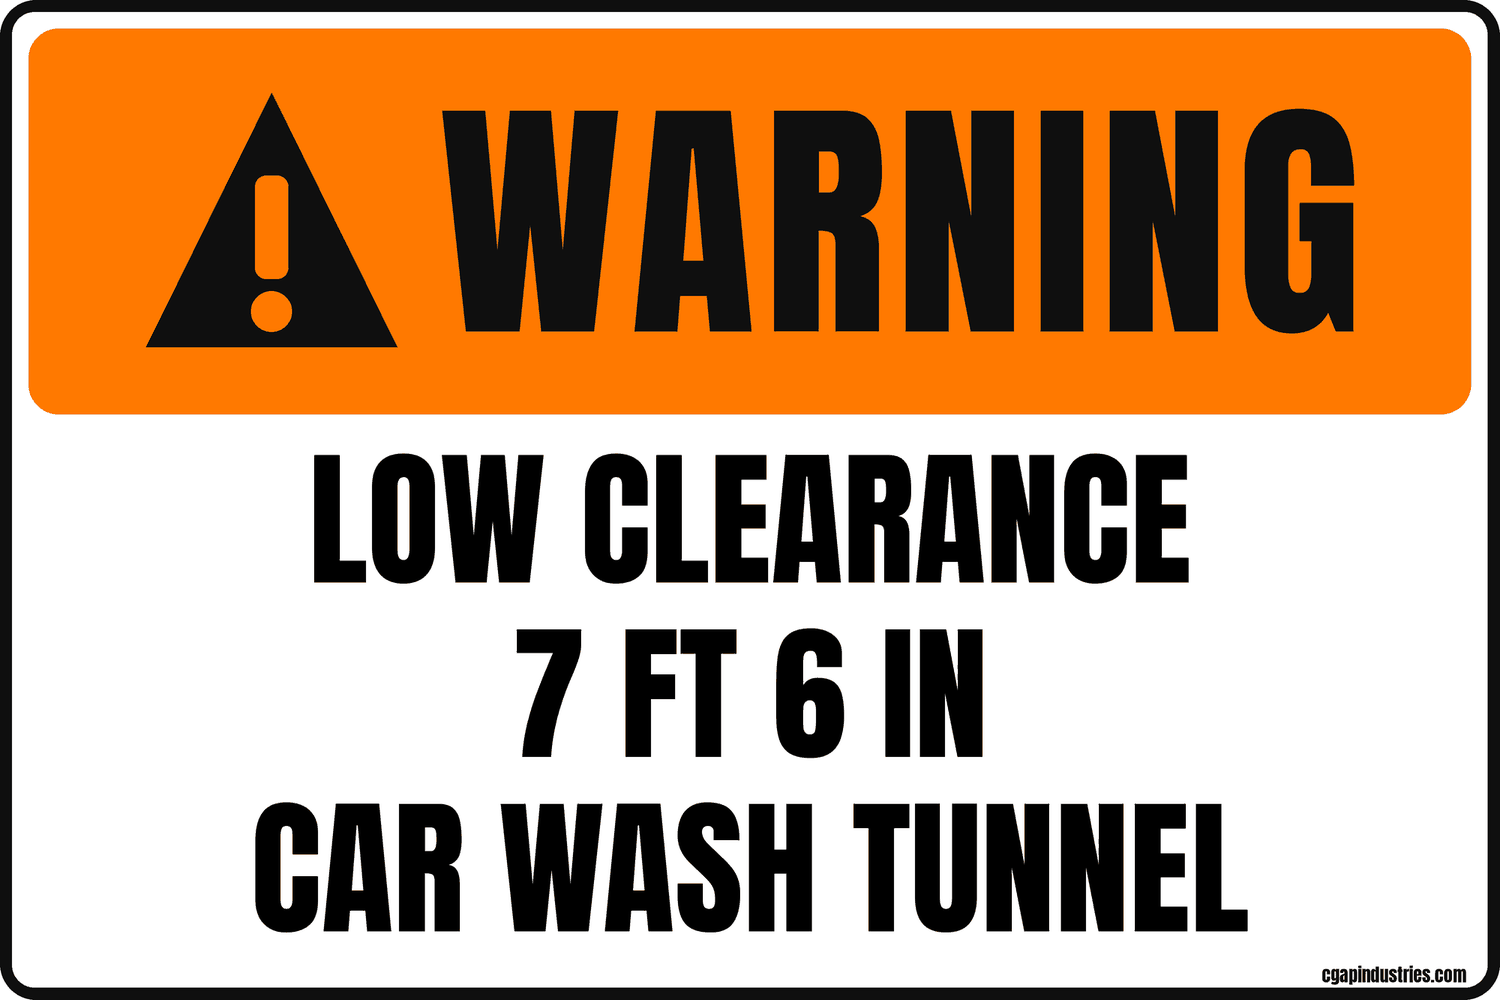 WARNING
LOW CLEARANCE
7 FT 6 IN
CAR WASH TUNNEL
cgapindustries.com